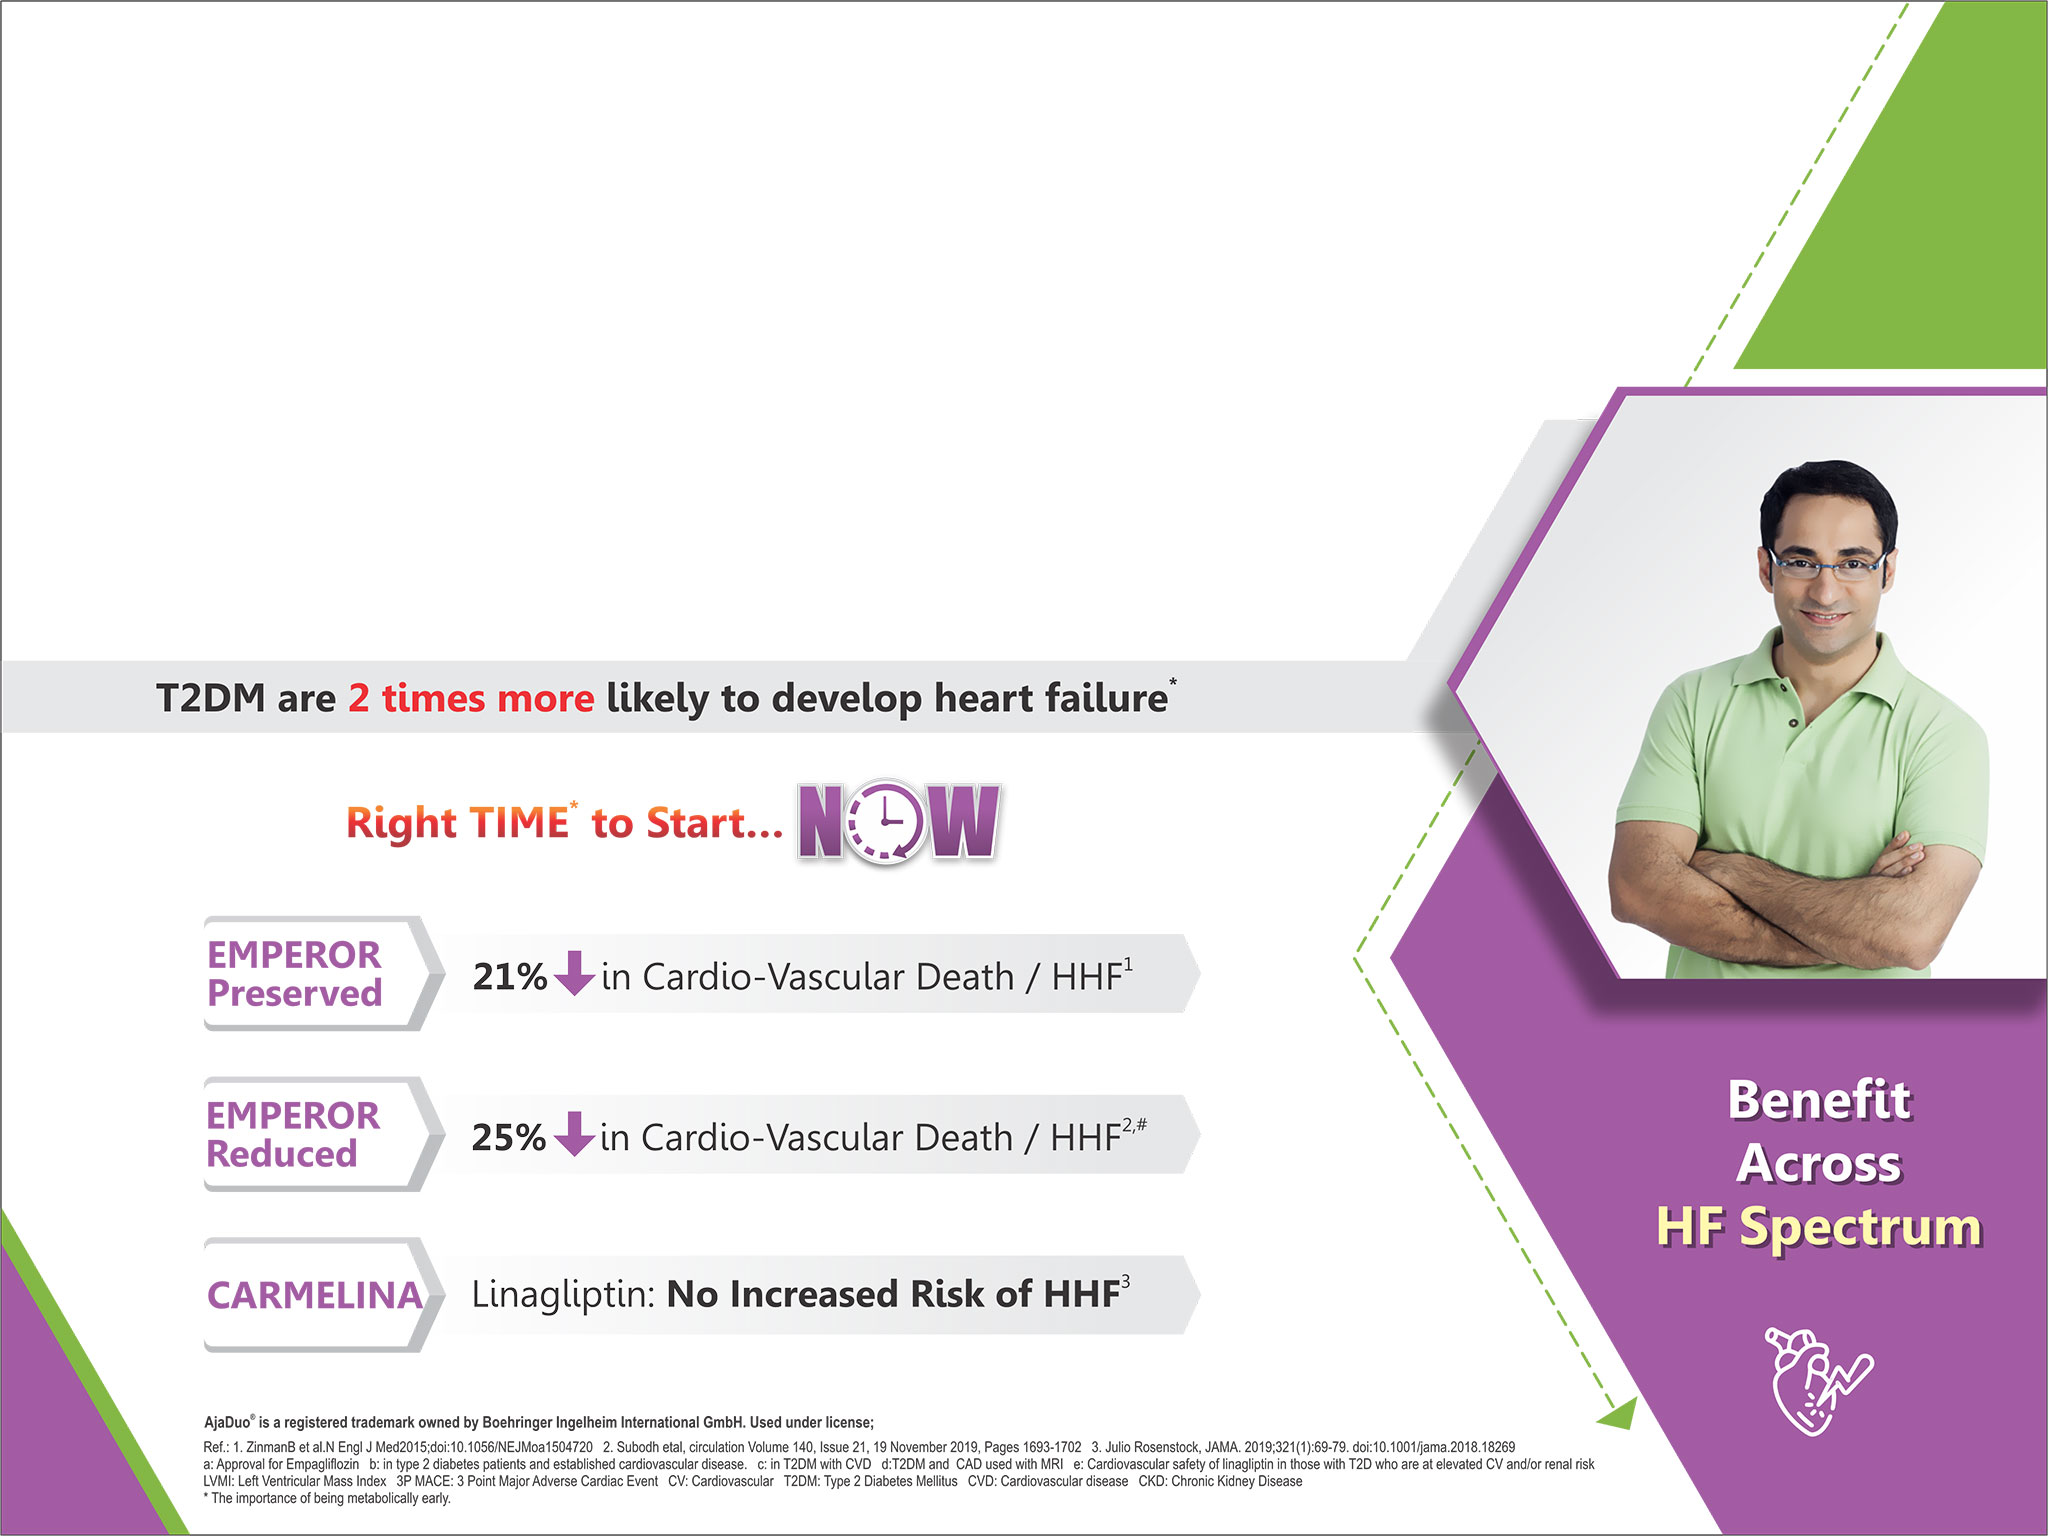 T2DM are 2 times more likely to develop heart failure*
Right TIME* to Start... NOW
EMPEROR
Preserved
21% in Cardio-Vascular Death / HHF1
EMPEROR
Reduced
25% in Cardio-Vascular Death / HHF2,#
CARMELINA
Linagliptin: No Increased Risk of HHF3
Benefit
Across
HF Spectrum
AjaDuo® is a registered trademark owned by Boehringer Ingelheim International GmbH. Used under license;
Ref.: 1. ZinmanB et al.N Engl J Med2015;doi:10.1056/NEJMoa1504720 2. Subodh etal, circulation Volume 140, Issue 21, 19 November 2019, Pages 1693-1702 3. Julio Rosenstock, JAMA. 2019;321(1):69-79. doi:10.1001/jama.2018.18269
a: Approval for Empagliflozin b: in type 2 diabetes patients and established cardiovascular disease. c: in T2DM with CVD d:T2DM and CAD used with MRI e: Cardiovascular safety of linagliptin in those with T2D who are at elevated CV and/or renal risk
LVMI: Left Ventricular Mass Index 3P MACE: 3 Point Major Adverse Cardiac Event CV: Cardiovascular T2DM: Type 2 Diabetes Mellitus CVD: Cardiovascular disease CKD: Chronic Kidney Disease
* The importance of being metabolically early.